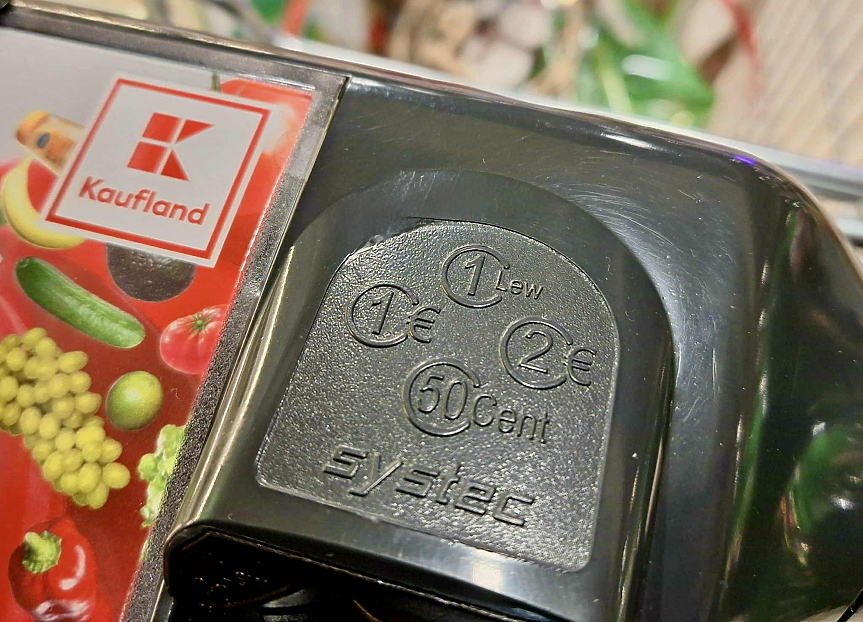 Kaufland
1 Lew
1 €
2 €
50 Cent
systec